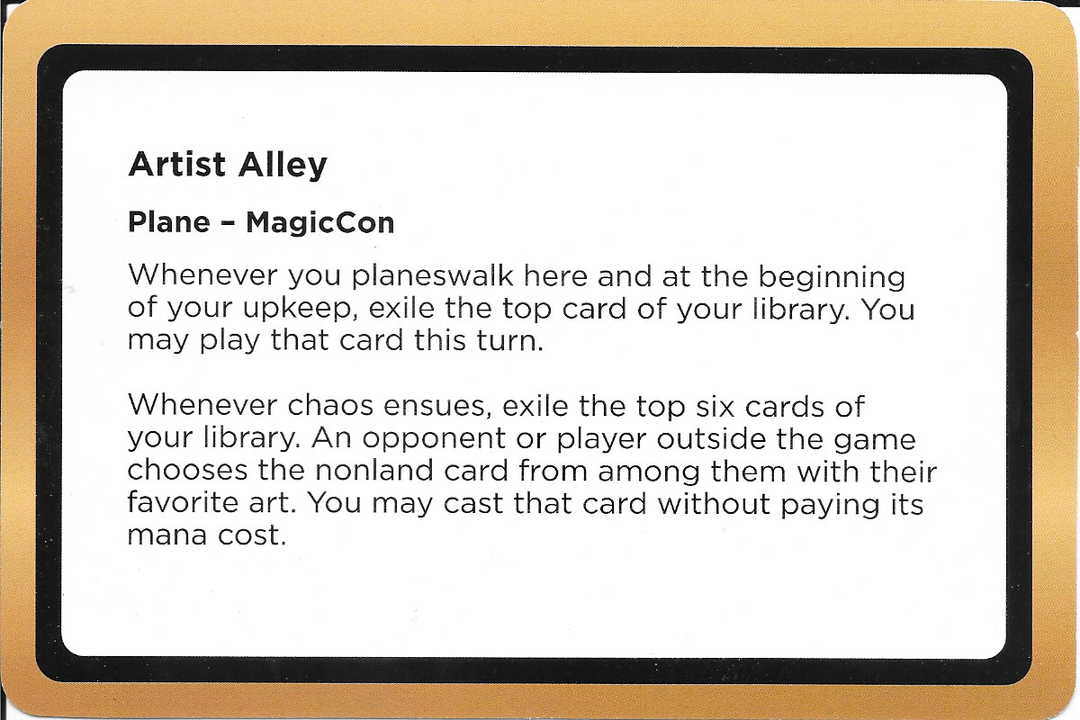 Artist Alley
Plane – MagicCon
Whenever you planeswalk here and at the beginning
of your upkeep, exile the top card of your library. You
may play that card this turn.
Whenever chaos ensues, exile the top six cards of
your library. An opponent or player outside the game
chooses the nonland card from among them with their
favorite art. You may cast that card without paying its
mana cost.